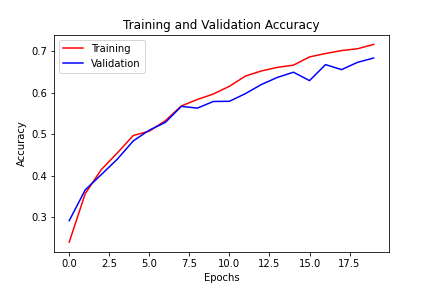 Training and Validation Accuracy
Training
Validation
Accuracy
0.7
0.6
0.5
0.4
0.3
0.0 2.5 5.0 7.5 10.0 12.5 15.0 17.5
Epochs